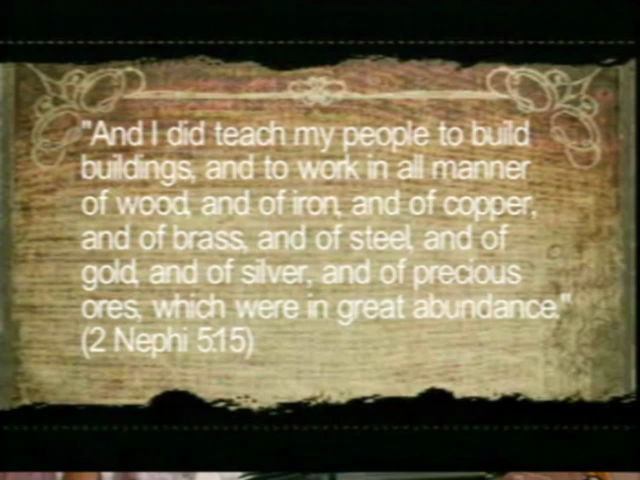 "And I did teach my people to build
buildings, and to work in all manner
of wood, and of iron, and of copper,
and of brass, and of steel, and of
gold, and of silver, and of precious
ores, which were in great abundance."
(2 Nephi 5:15)